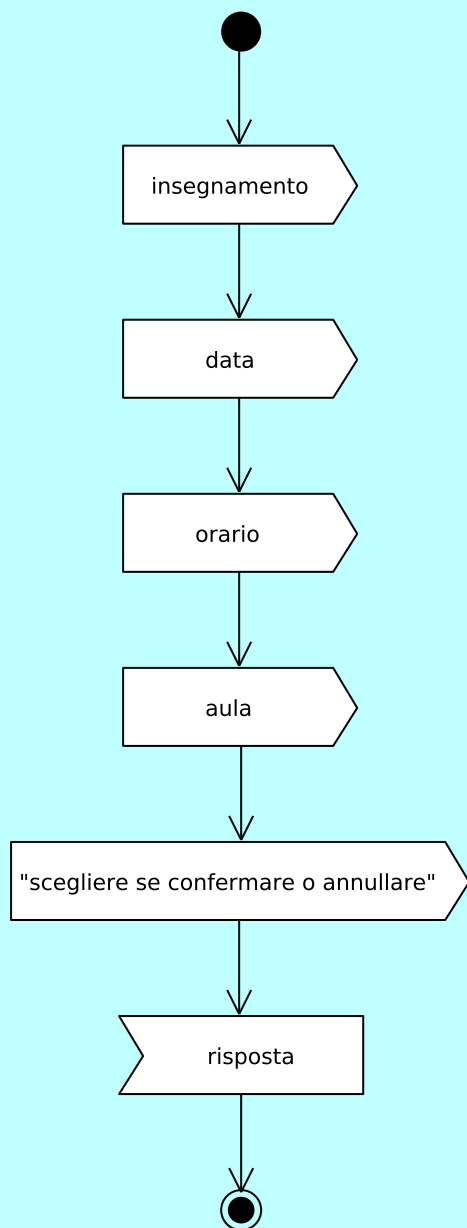 insegnamento
data
orario
aula
"scegliere se confermare o annullare"
risposta